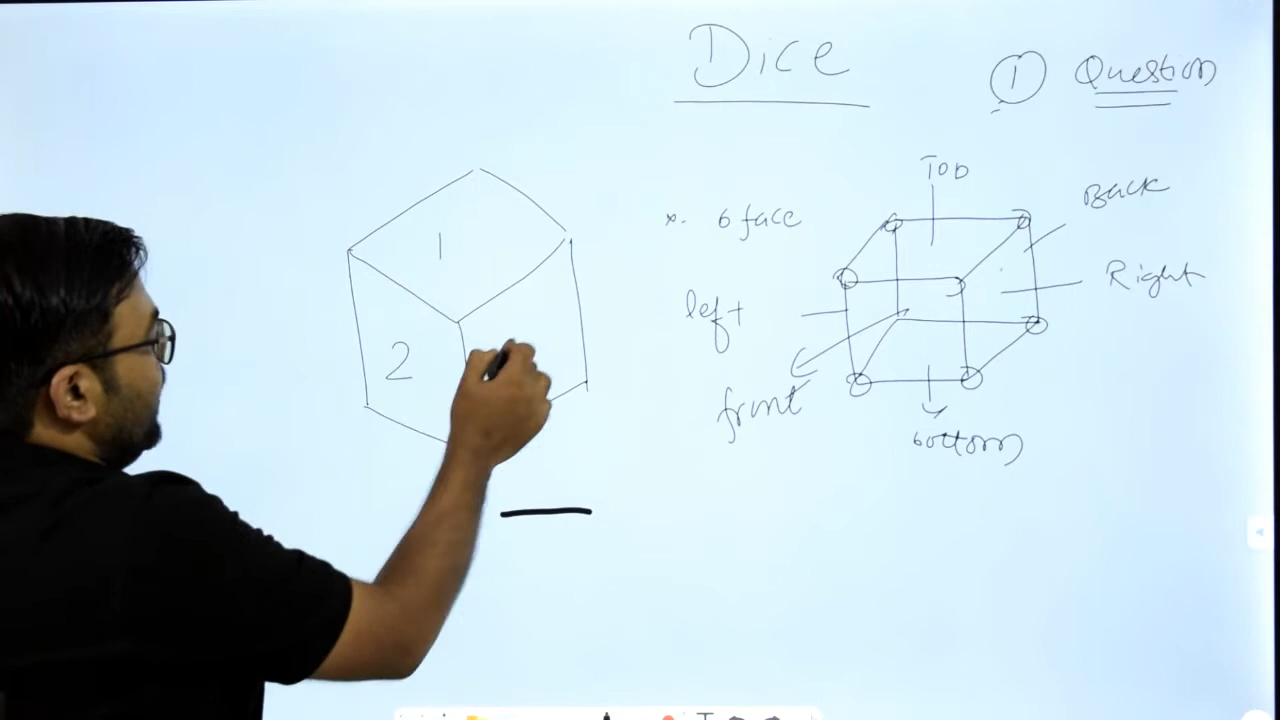 Dice
① Question
Top
Back
x. 6 face
Right
left
front
bottom
1
2